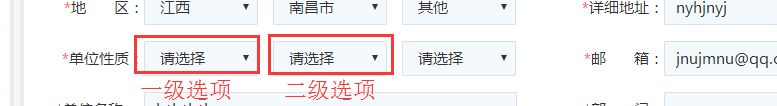 *地 区： 江西 南昌市 其他 *详细地址： nyhjnyj
*单位性质： 请选择 请选择 请选择 *邮 箱： jnujmnu@qq.c
一级选项 二级选项